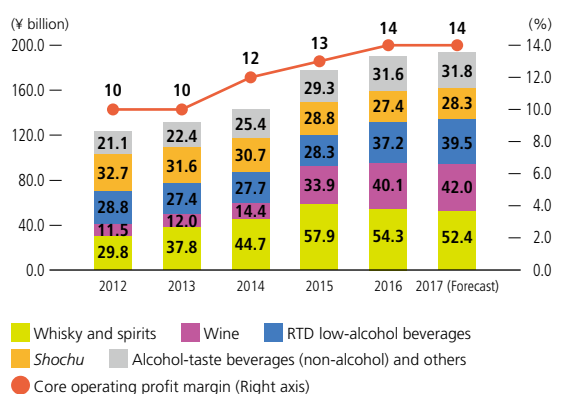 (¥ billion) (%)
10 10 12 13 14 14
200.0 14.0
160.0 12.0
120.0 10.0
80.0 8.0
40.0 6.0
0.0 4.0
2.0
0.0
21.1 22.4 25.4 29.3 31.6 31.8
32.7 31.6 30.7 28.8 27.4 28.3
28.8 27.4 27.7 28.3 37.2 39.5
11.5 12.0 14.4 33.9 40.1 42.0
29.8 37.8 44.7 57.9 54.3 52.4
2012 2013 2014 2015 2016 2017 (Forecast)
Whisky and spirits Wine RTD low-alcohol beverages
Shochu Alcohol-taste beverages (non-alcohol) and others
Core operating profit margin (Right axis)